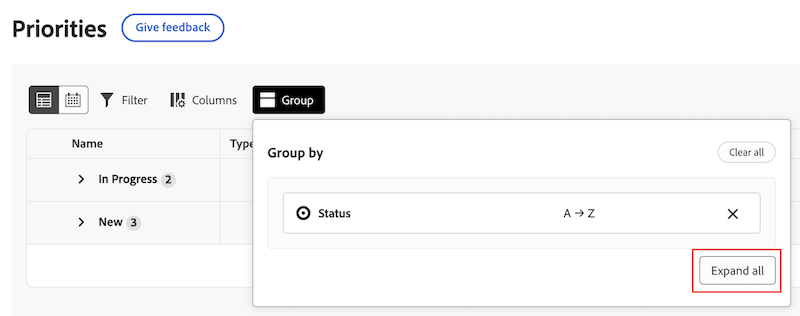 Priorities Give feedback
Filter Columns Group
Name Type
Group by Clear all
In Progress 2
Status A → Z
New 3
Expand all